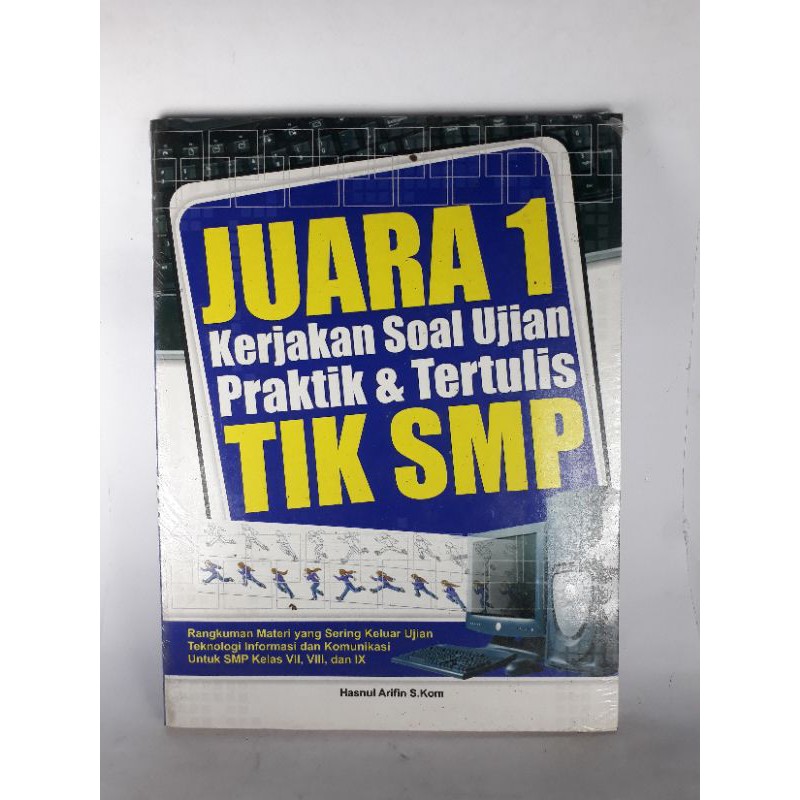 JUARA 1
Kerjakan Soal Ujian
Praktik & Tertulis
TIK SMP
Rangkuman Materi yang Sering Keluar Ujian
Teknologi Informasi dan Komunikasi
Untuk SMP Kelas VII, VIII, dan IX
Hasnul Arifin S.Kom